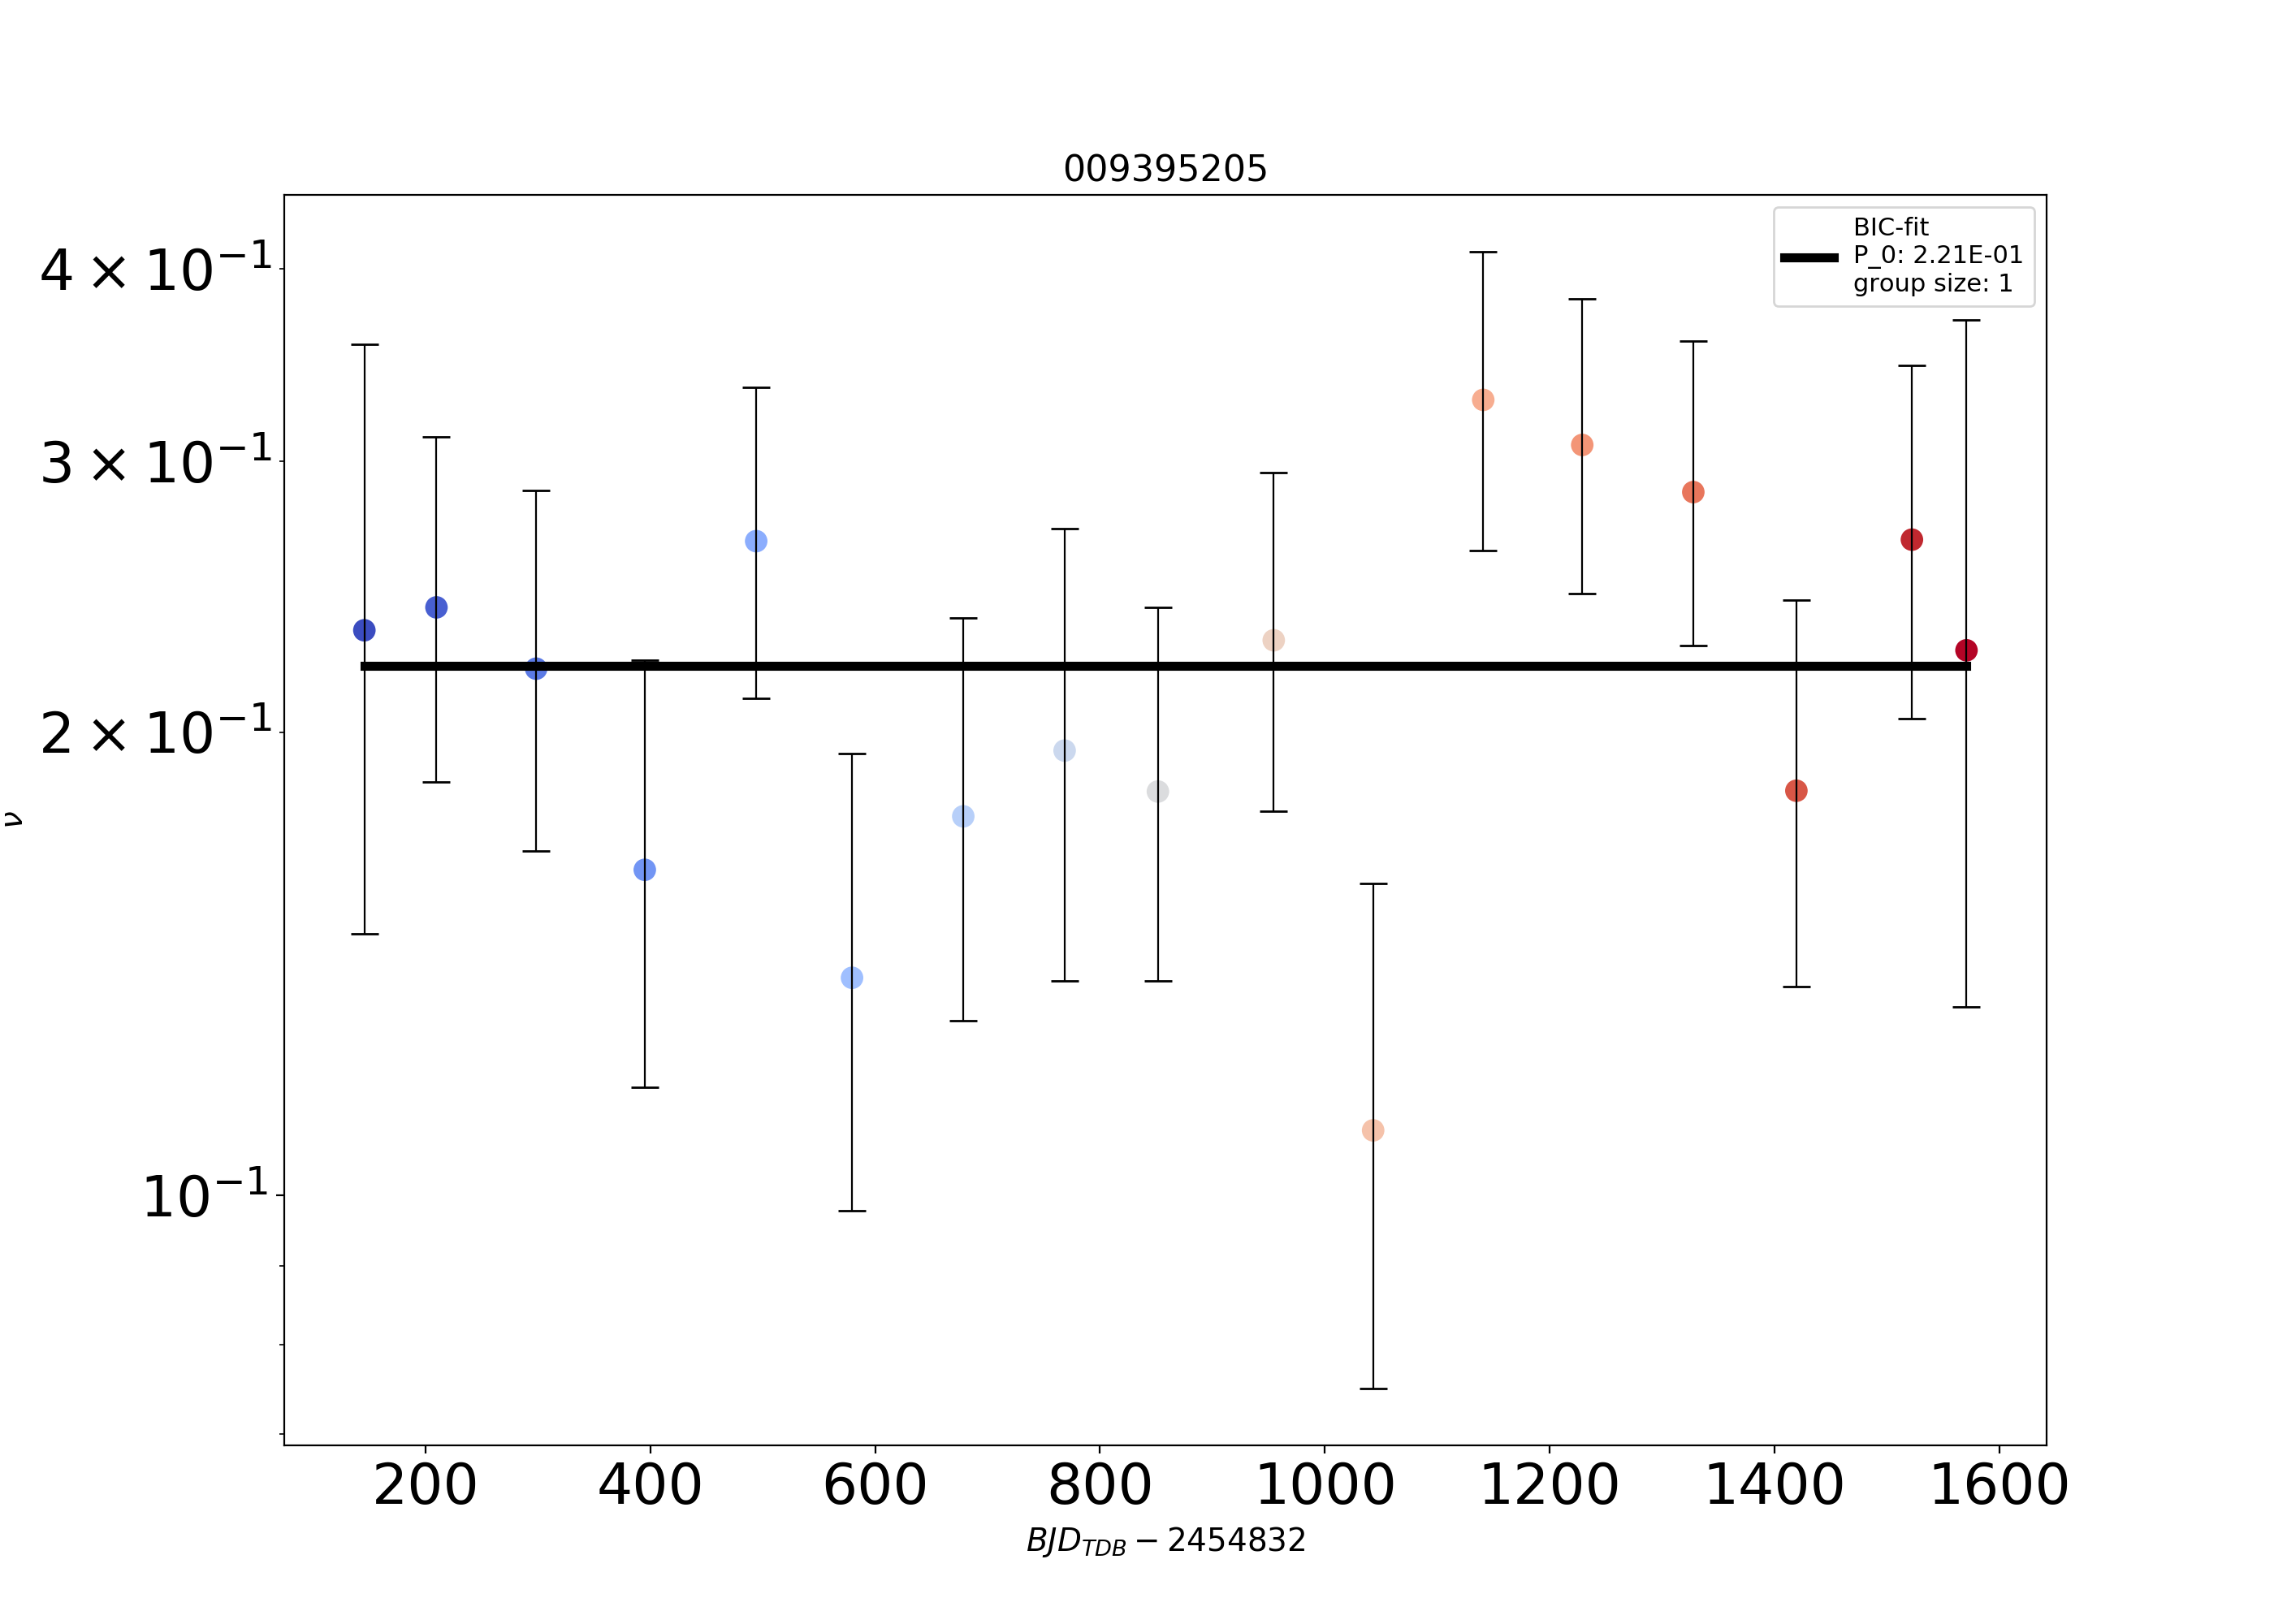 009395205
BIC-fit
P_0: 2.21E-01
group size: 1
4 × 10⁻¹
3 × 10⁻¹
2 × 10⁻¹
10⁻¹
ν
200 400 600 800 1000 1200 1400 1600
BJD_TDB − 2454832